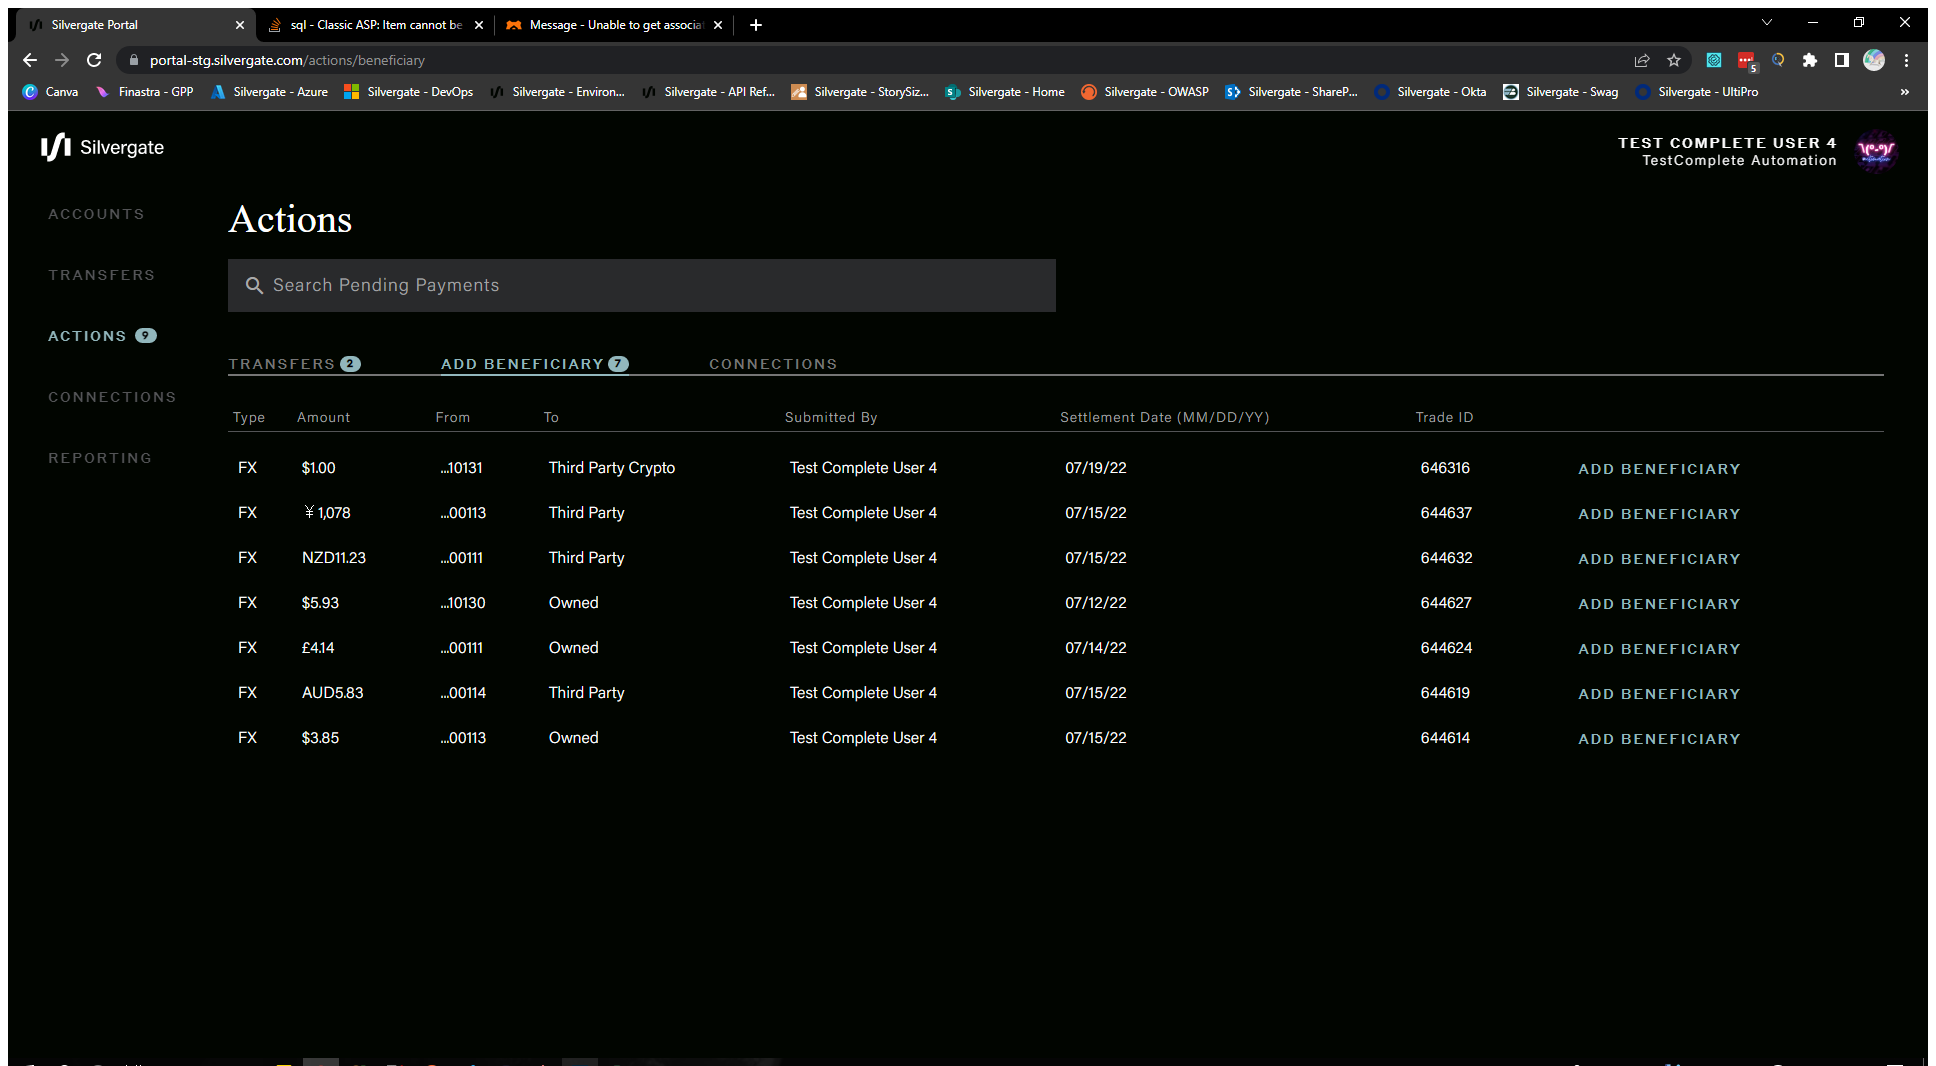 Silvergate Portal
sql - Classic ASP: Item cannot be
Message - Unable to get associa
portal-stg.silvergate.com/actions/beneficiary
5
Canva
Finastra - GPP
Silvergate - Azure
Silvergate - DevOps
Silvergate - Environ...
Silvergate - API Ref...
Silvergate - StorySiz...
Silvergate - Home
Silvergate - OWASP
Silvergate - ShareP...
Silvergate - Okta
Silvergate - Swag
Silvergate - UltiPro
»
Silvergate
TEST COMPLETE USER 4
TestComplete Automation
ACCOUNTS
TRANSFERS
ACTIONS 9
CONNECTIONS
REPORTING
Actions
Search Pending Payments
TRANSFERS 2 ADD BENEFICIARY 7 CONNECTIONS
Type Amount From To Submitted By Settlement Date (MM/DD/YY) Trade ID
FX $1.00 ...10131 Third Party Crypto Test Complete User 4 07/19/22 646316 ADD BENEFICIARY
FX ¥1,078 ...00113 Third Party Test Complete User 4 07/15/22 644637 ADD BENEFICIARY
FX NZD11.23 ...00111 Third Party Test Complete User 4 07/15/22 644632 ADD BENEFICIARY
FX $5.93 ...10130 Owned Test Complete User 4 07/12/22 644627 ADD BENEFICIARY
FX £4.14 ...00111 Owned Test Complete User 4 07/14/22 644624 ADD BENEFICIARY
FX AUD5.83 ...00114 Third Party Test Complete User 4 07/15/22 644619 ADD BENEFICIARY
FX $3.85 ...00113 Owned Test Complete User 4 07/15/22 644614 ADD BENEFICIARY